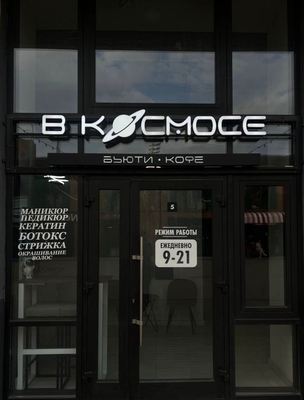 В КОСМОСЕ
БЬЮТИ • КОФЕ
5
МАНИКЮР
ПЕДИКЮР
КЕРАТИН
БОТОКС
СТРИЖКА
ОКРАШИВАНИЕ
ВОЛОС
РЕЖИМ РАБОТЫ
ЕЖЕДНЕВНО
9-21